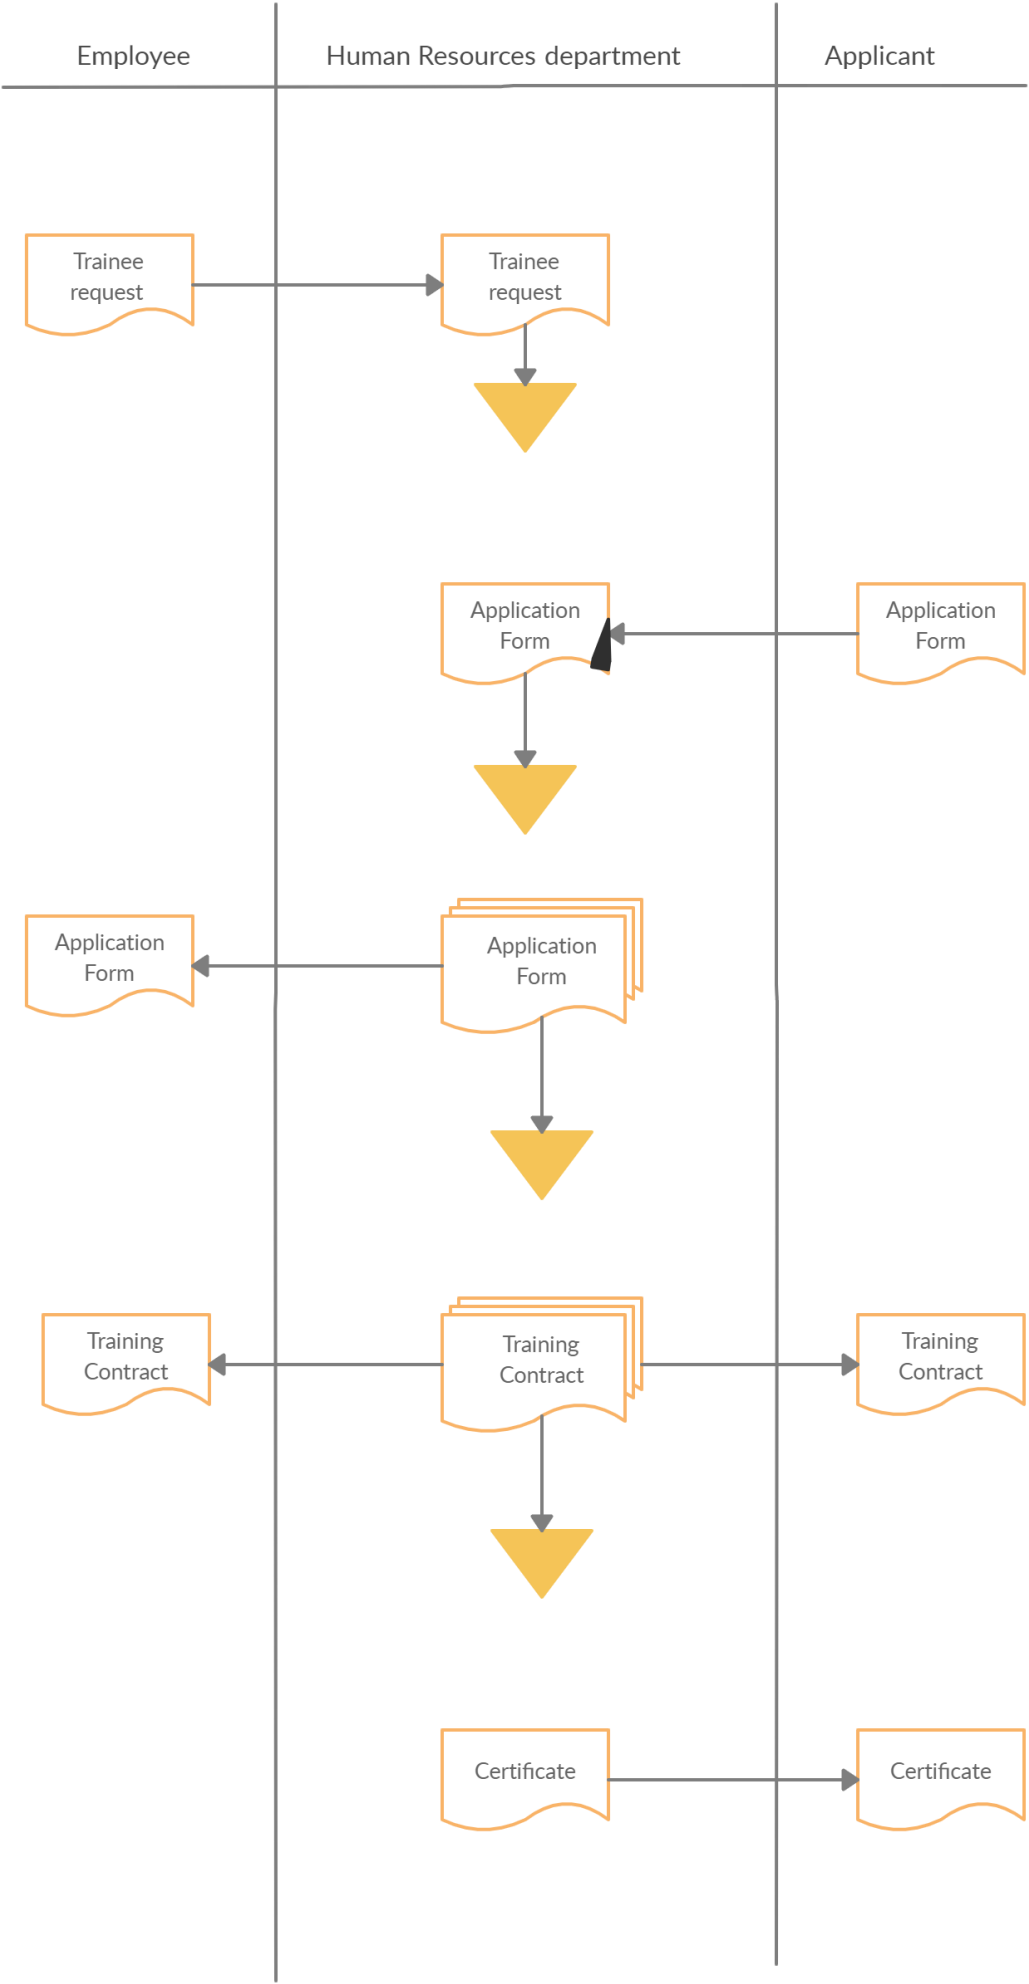 Employee
Human Resources department
Applicant
Trainee
request
Trainee
request
Application
Form
Application
Form
Application
Form
Application
Form
Training
Contract
Training
Contract
Training
Contract
Certificate
Certificate